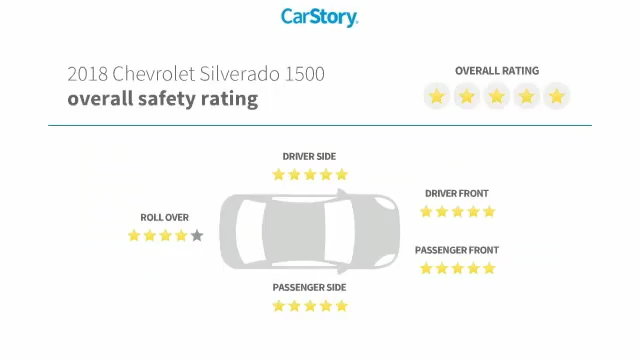 CarStory.
2018 Chevrolet Silverado 1500
overall safety rating
OVERALL RATING
DRIVER SIDE
DRIVER FRONT
ROLL OVER
PASSENGER FRONT
PASSENGER SIDE